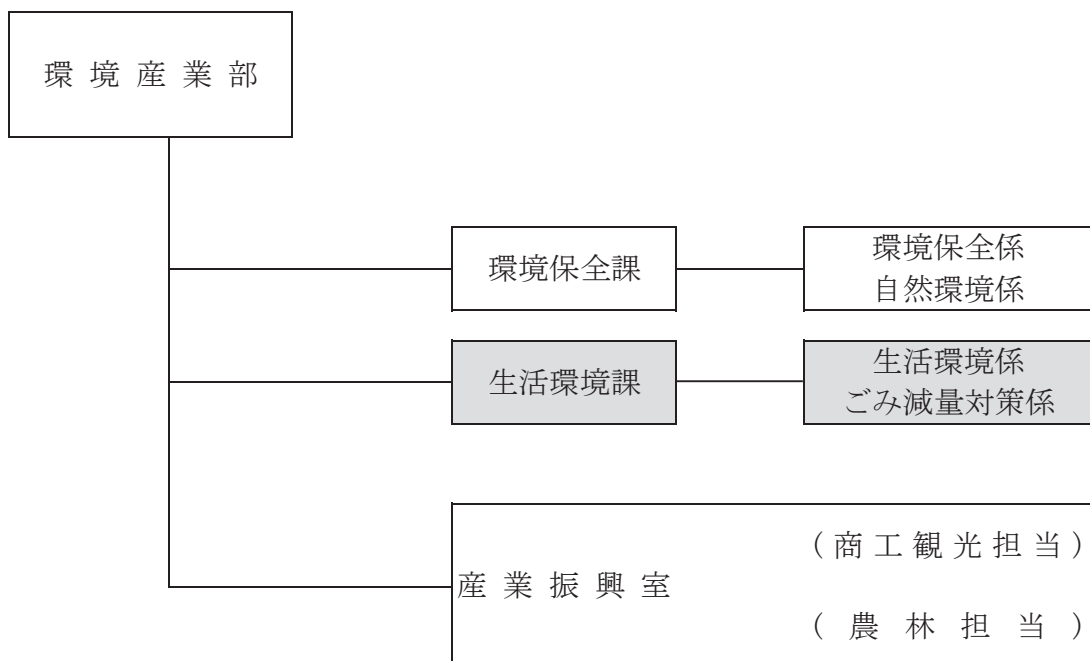 環境産業部
環境保全課
環境保全係
自然環境係
生活環境課
生活環境係
ごみ減量対策係
産業振興室
(商工観光担当)
(農林担当)